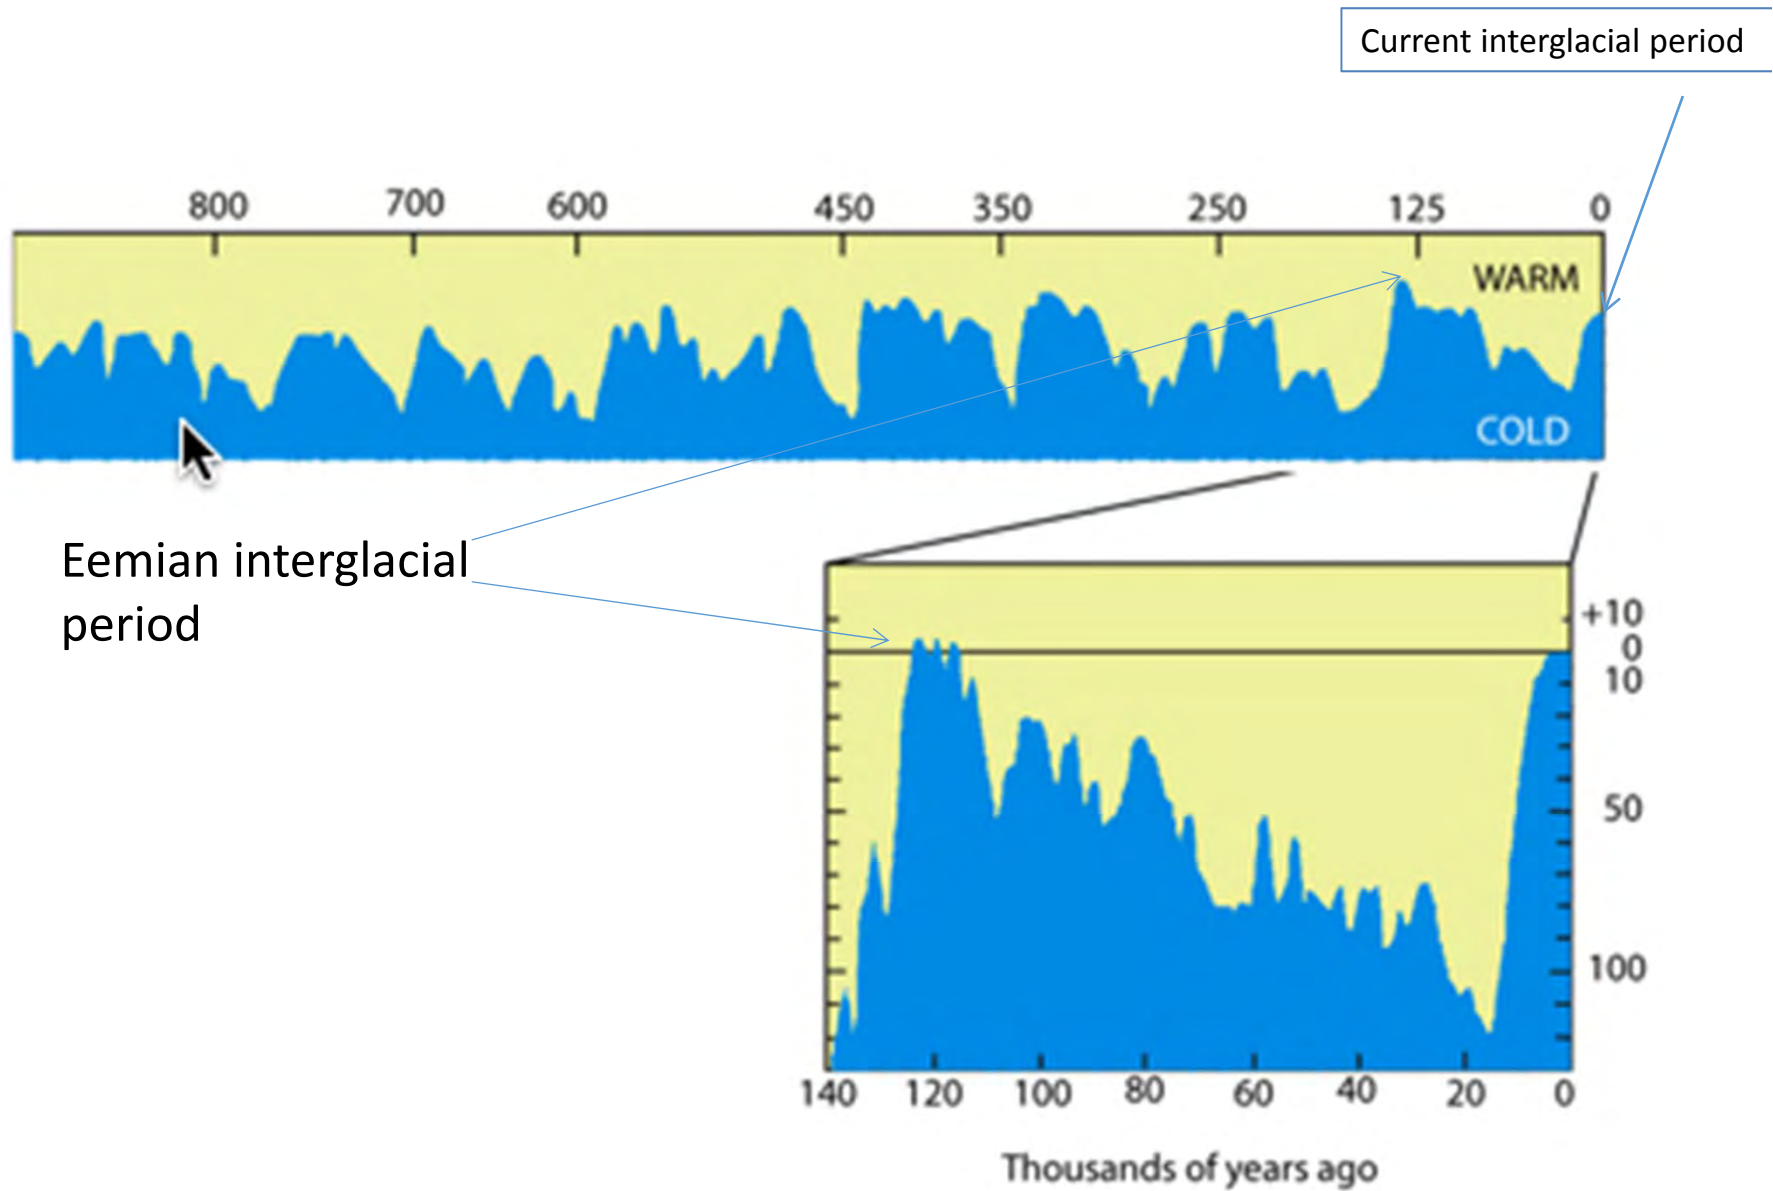 Current interglacial period
800 700 600 450 350 250 125 0
WARM
COLD
Eemian interglacial
period
+10
0
10
50
100
140 120 100 80 60 40 20 0
Thousands of years ago